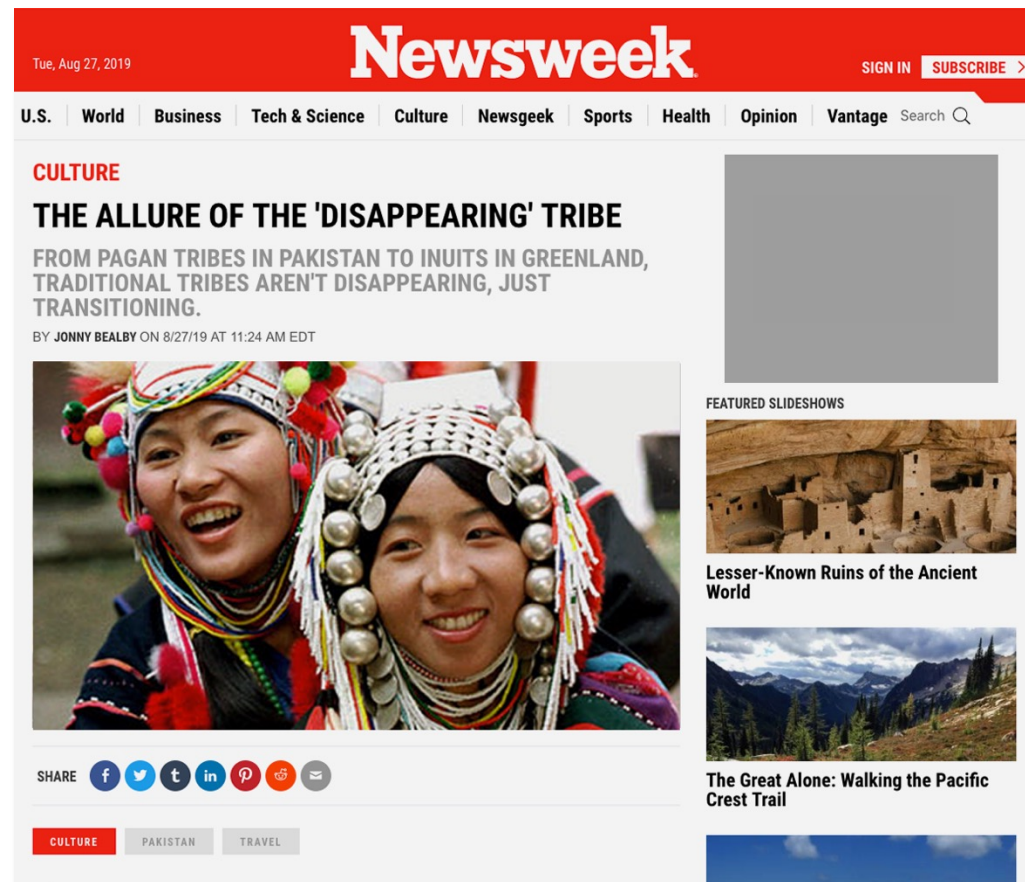 Tue, Aug 27, 2019
Newsweek
SIGN IN
SUBSCRIBE
U.S. World Business Tech & Science Culture Newsgeek Sports Health Opinion Vantage Search
CULTURE
THE ALLURE OF THE 'DISAPPEARING' TRIBE
FROM PAGAN TRIBES IN PAKISTAN TO INUITS IN GREENLAND,
TRADITIONAL TRIBES AREN'T DISAPPEARING, JUST
TRANSITIONING.
BY JONNY BEALBY ON 8/27/19 AT 11:24 AM EDT
SHARE
CULTURE PAKISTAN TRAVEL
FEATURED SLIDESHOWS
Lesser-Known Ruins of the Ancient
World
The Great Alone: Walking the Pacific
Crest Trail